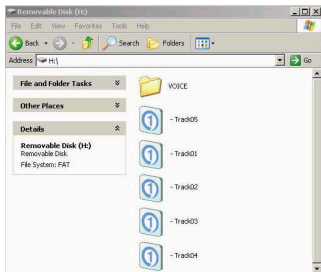 Removable Disk (H:)
File Edit View Favorites Tools Help
Back Search Folders
Address H:\ Go
File and Folder Tasks
Other Places
Details
Removable Disk (H:)
Removable Disk
File System: FAT
VOICE
- Track05
- Track01
- Track02
- Track03
- Track04